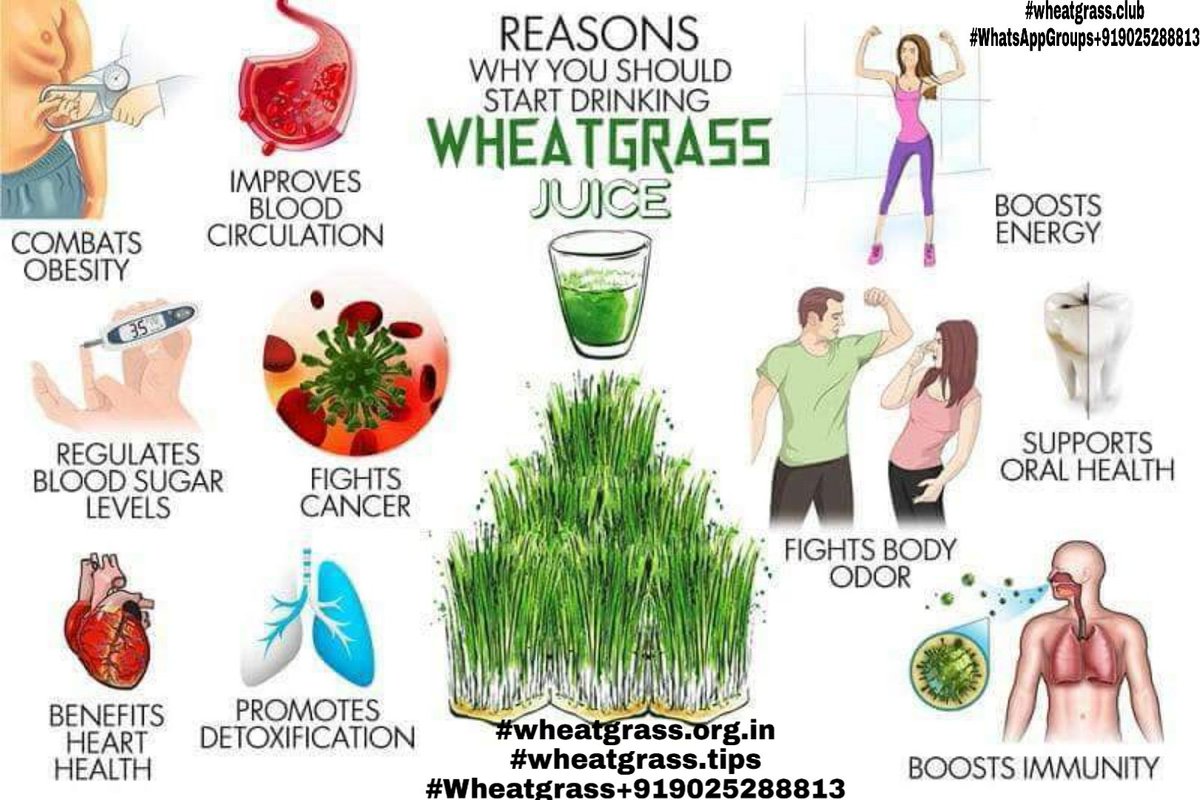 #wheatgrass.club
#WhatsAppGroups+919025288813
REASONS
WHY YOU SHOULD
START DRINKING
WHEATGRASS
JUICE
COMBATS
OBESITY
IMPROVES
BLOOD
CIRCULATION
BOOSTS
ENERGY
35
REGULATES
BLOOD SUGAR
LEVELS
FIGHTS
CANCER
FIGHTS BODY
ODOR
SUPPORTS
ORAL HEALTH
BENEFITS
HEART
HEALTH
PROMOTES
DETOXIFICATION
BOOSTS IMMUNITY
#wheatgrass.org.in
#wheatgrass.tips
#Wheatgrass+919025288813